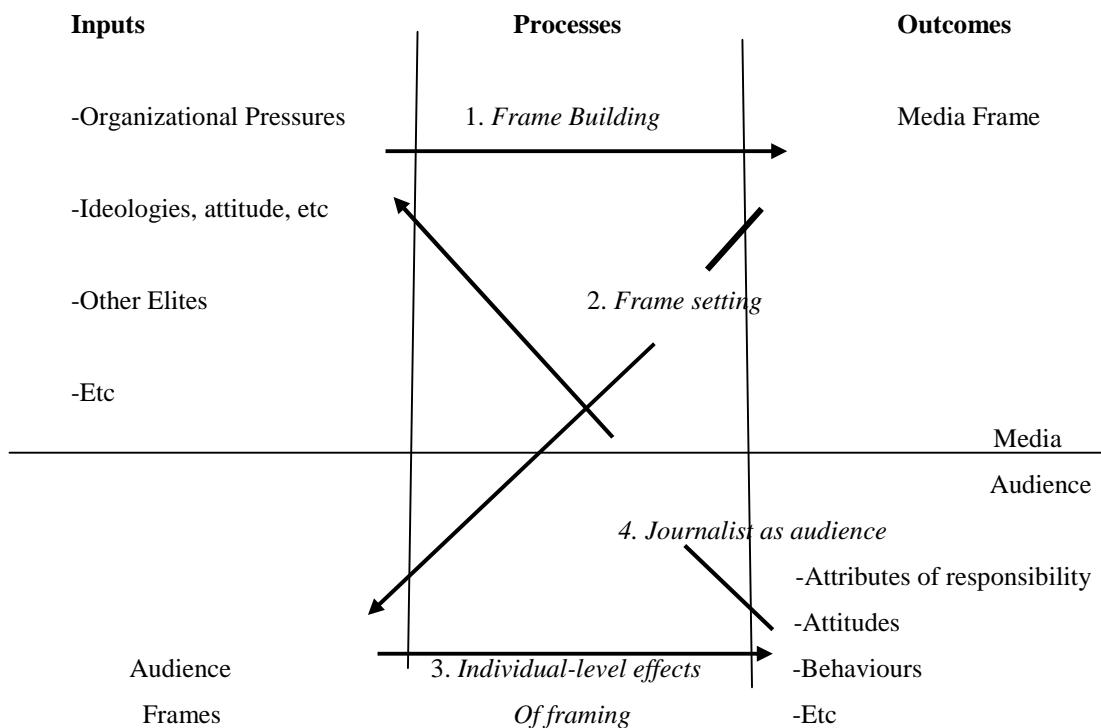 Inputs Processes Outcomes
-Organizational Pressures 1. Frame Building Media Frame
-Ideologies, attitude, etc
-Other Elites 2. Frame setting
-Etc
Media
Audience
4. Journalist as audience
-Attributes of responsibility
-Attitudes
Audience 3. Individual-level effects -Behaviours
Frames Of framing -Etc